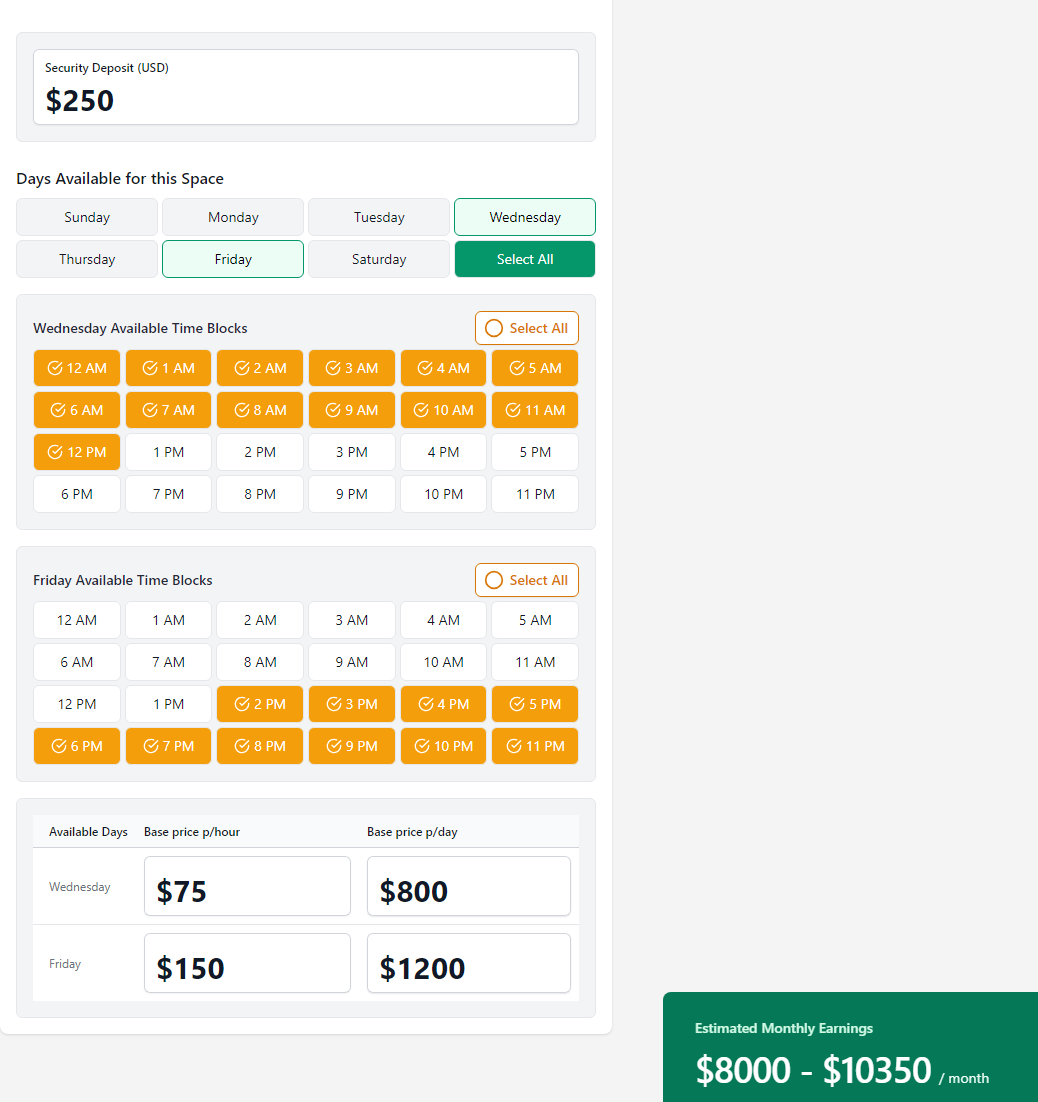 Security Deposit (USD)
$250
Days Available for this Space
Sunday Monday Tuesday Wednesday
Thursday Friday Saturday Select All
Wednesday Available Time Blocks Select All
12 AM 1 AM 2 AM 3 AM 4 AM 5 AM
6 AM 7 AM 8 AM 9 AM 10 AM 11 AM
12 PM 1 PM 2 PM 3 PM 4 PM 5 PM
6 PM 7 PM 8 PM 9 PM 10 PM 11 PM
Friday Available Time Blocks Select All
12 AM 1 AM 2 AM 3 AM 4 AM 5 AM
6 AM 7 AM 8 AM 9 AM 10 AM 11 AM
12 PM 1 PM 2 PM 3 PM 4 PM 5 PM
6 PM 7 PM 8 PM 9 PM 10 PM 11 PM
Available Days Base price p/hour Base price p/day
Wednesday $75 $800
Friday $150 $1200
Estimated Monthly Earnings
$8000 - $10350 / month